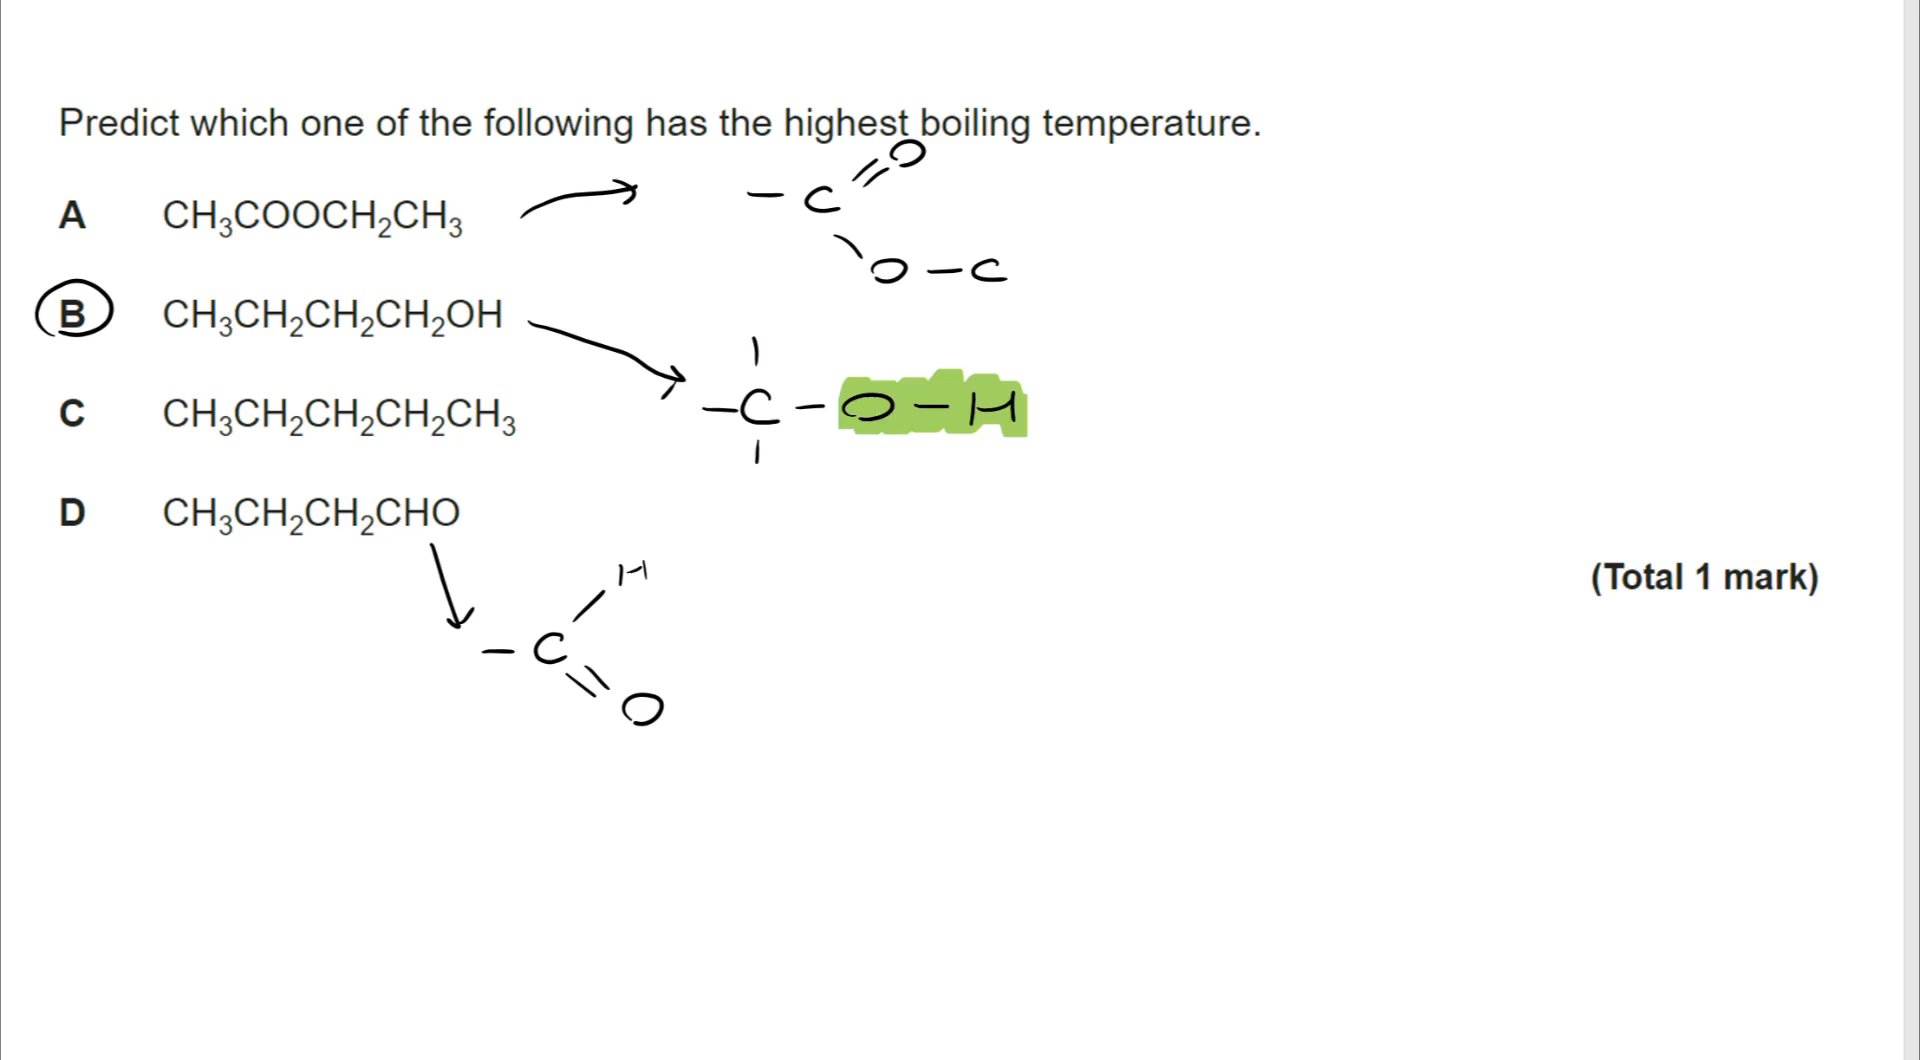 Predict which one of the following has the highest boiling temperature.
A CH₃COOCH₂CH₃
- C = O
O - C
B CH₃CH₂CH₂CH₂OH
- C - O - H
C CH₃CH₂CH₂CH₂CH₃
D CH₃CH₂CH₂CHO
H
(Total 1 mark)
- C
O